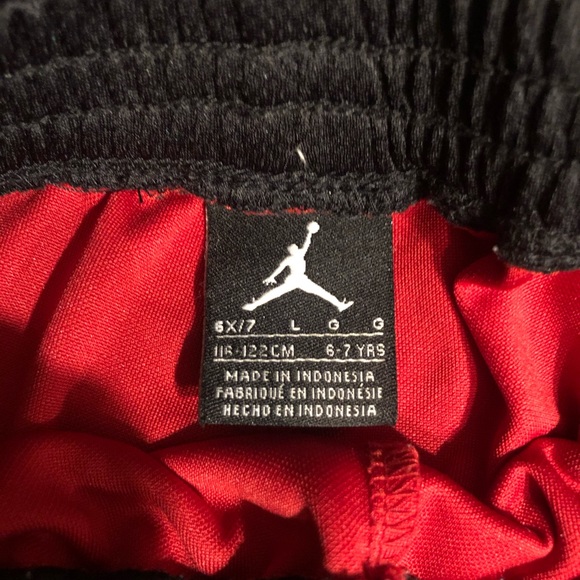 6X/7 L G G
116-122CM 6-7 YRS
MADE IN INDONESIA
FABRIQUÉ EN INDONÉSIE
HECHO EN INDONESIA